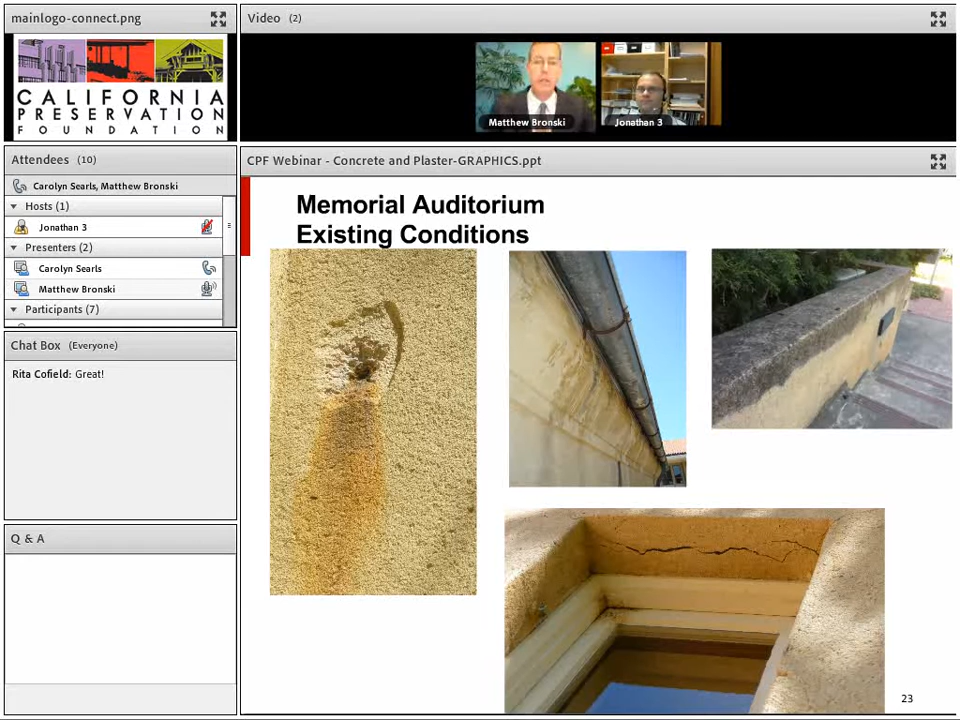 mainlogo-connect.png
CALIFORNIA
PRESERVATION
FOUNDATION
Attendees (10)
Carolyn Searls, Matthew Bronski
Hosts (1)
Jonathan 3
Presenters (2)
Carolyn Searls
Matthew Bronski
Participants (7)
Chat Box (Everyone)
Rita Cofield: Great!
Q & A
Video (2)
Matthew Bronski
Jonathan 3
CPF Webinar - Concrete and Plaster-GRAPHICS.ppt
Memorial Auditorium
Existing Conditions
23